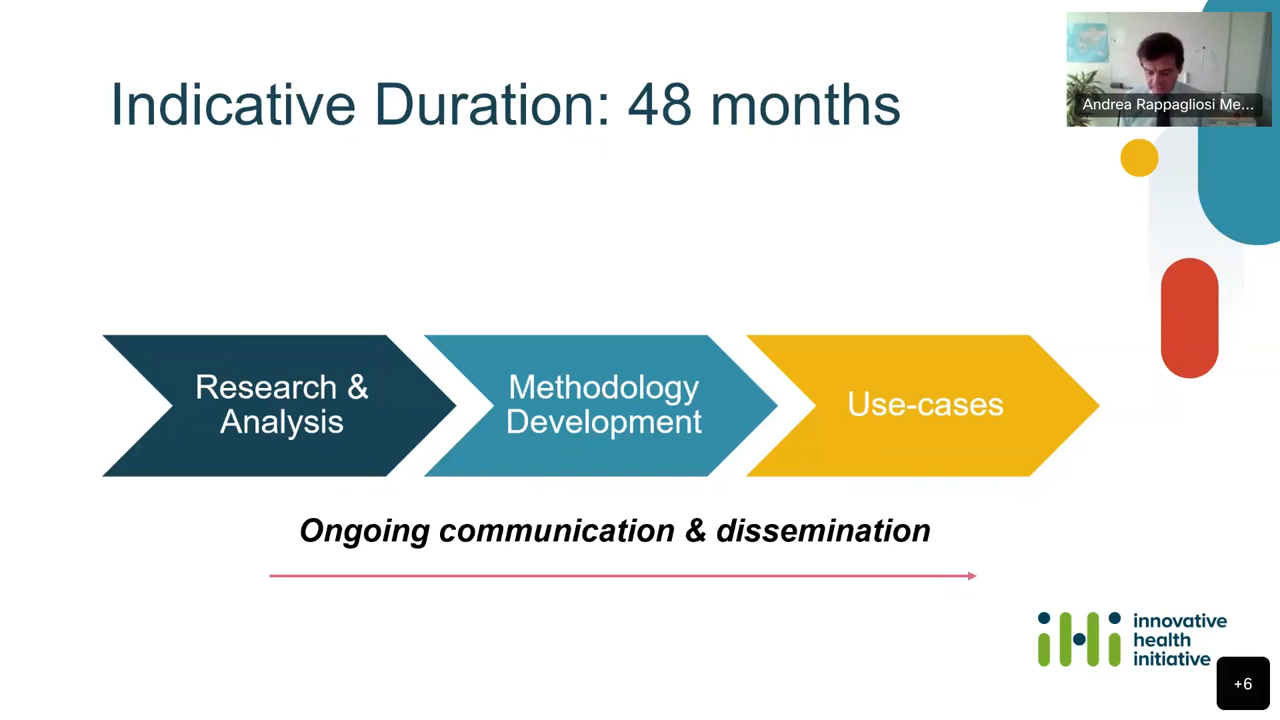 Indicative Duration: 48 months
Andrea Rappagliosi Me...
Research &
Analysis
Methodology
Development
Use-cases
Ongoing communication & dissemination
iHi
innovative
health
initiative
+6